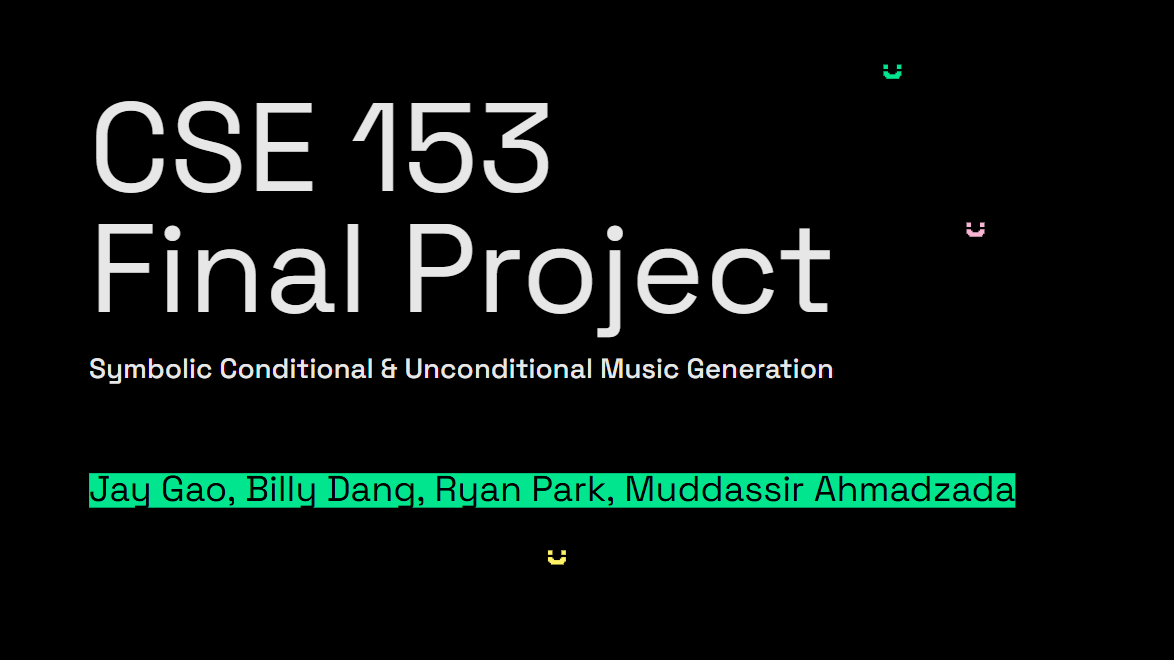 CSE 153
Final Project
Symbolic Conditional & Unconditional Music Generation
Jay Gao, Billy Dang, Ryan Park, Muddassir Ahmadzada